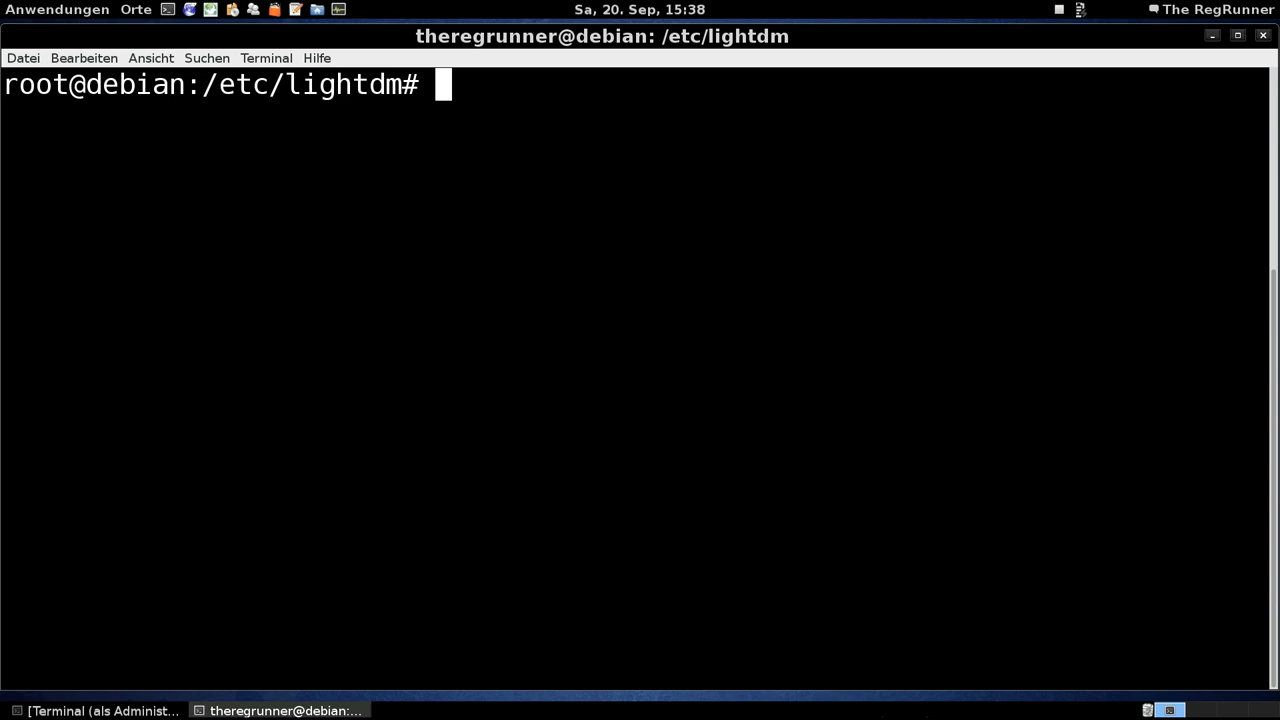 Anwendungen Orte Sa, 20. Sep, 15:38 The RegRunner
theregrunner@debian: /etc/lightdm
Datei Bearbeiten Ansicht Suchen Terminal Hilfe
root@debian:/etc/lightdm#
[Terminal (als Administ... theregrunner@debian:...